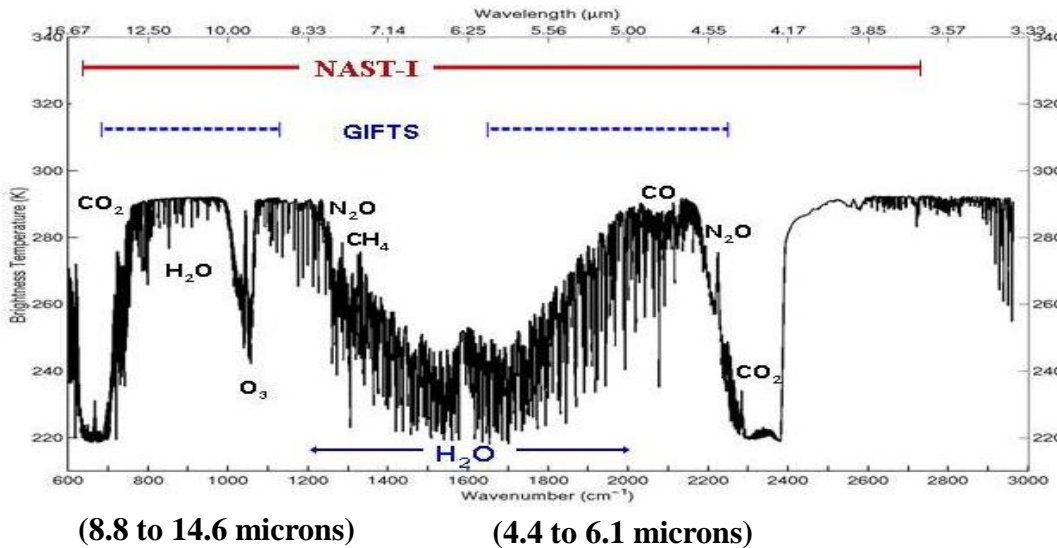 Wavelength (μm)
16.67 12.50 10.00 8.33 7.14 6.25 5.56 5.00 4.55 4.17 3.85 3.57 3.33
340 340
NAST-I
320 320
GIFTS
300 300
CO₂ N₂O CO
280 CH₄ N₂O 280
H₂O
260 260
240 CO₂ 240
O₃
220 220
H₂O
Brightness Temperature (K)
600 800 1000 1200 1400 1600 1800 2000 2200 2400 2600 2800 3000
Wavenumber (cm⁻¹)
(8.8 to 14.6 microns) (4.4 to 6.1 microns)